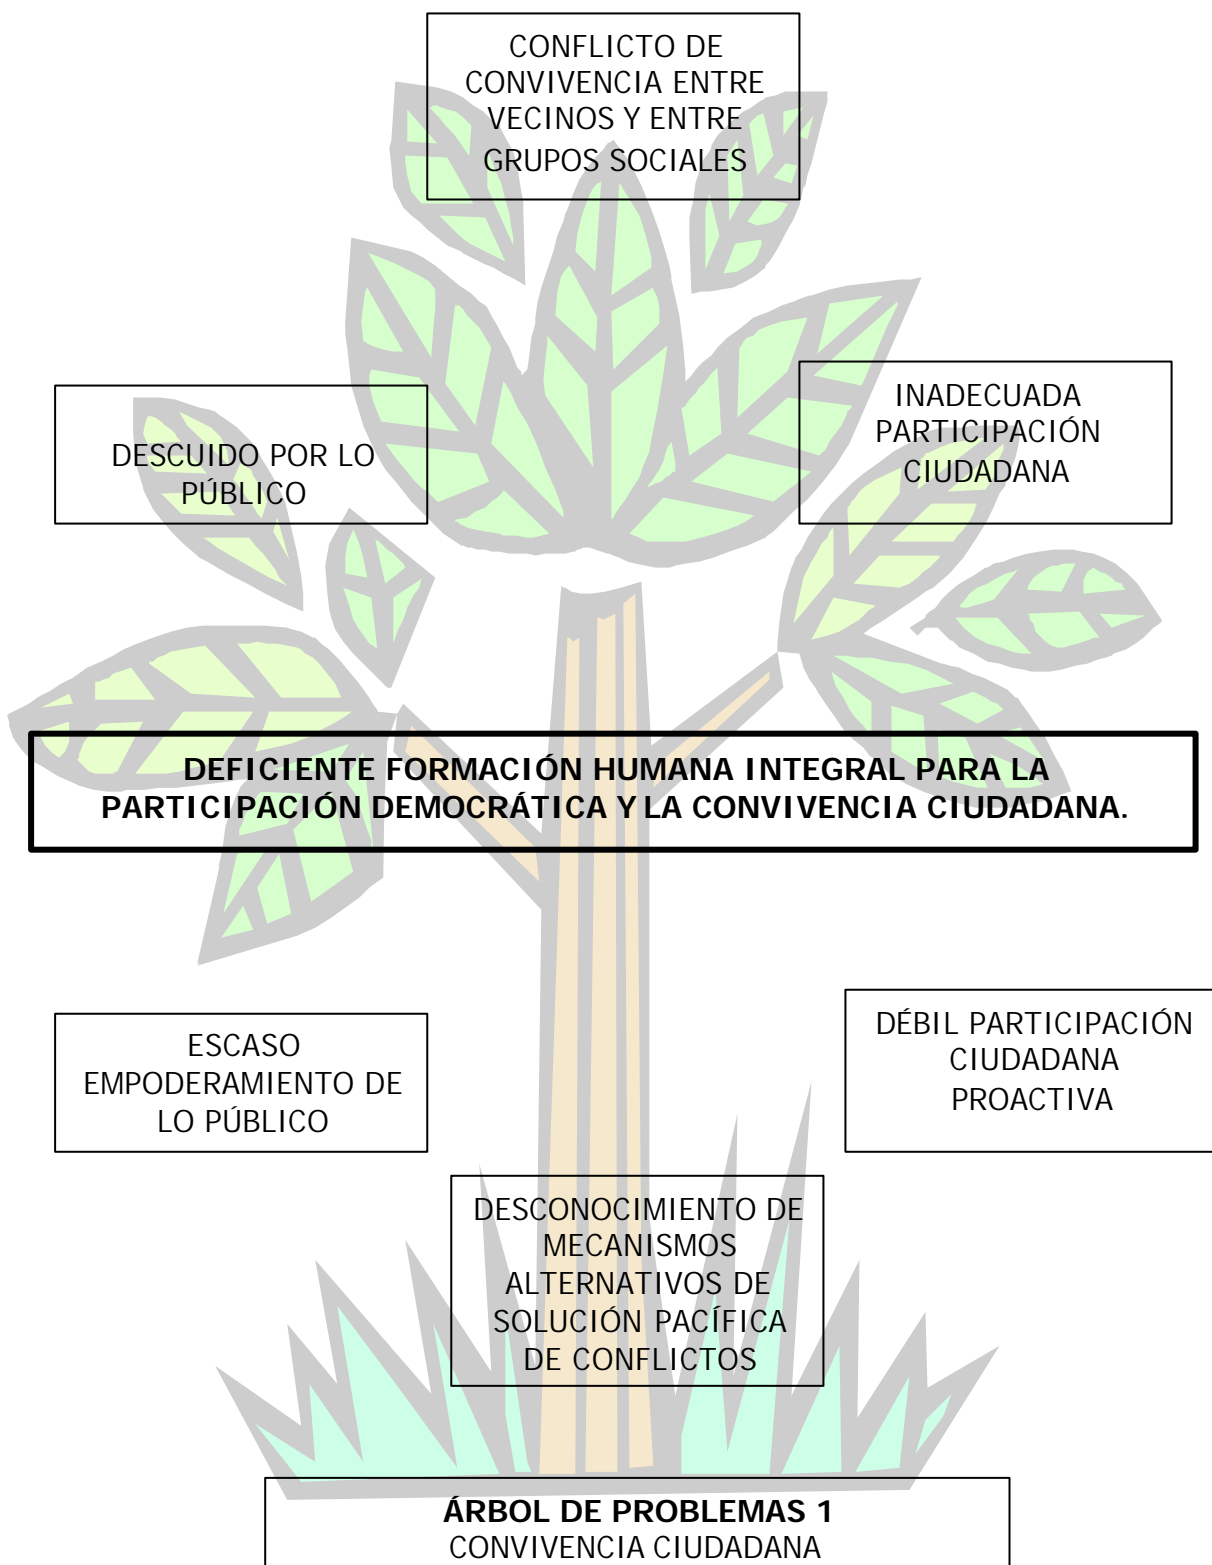 CONFLICTO DE
CONVIVENCIA ENTRE
VECINOS Y ENTRE
GRUPOS SOCIALES
DESCUIDO POR LO
PÚBLICO
INADECUADA
PARTICIPACIÓN
CIUDADANA
DEFICIENTE FORMACIÓN HUMANA INTEGRAL PARA LA
PARTICIPACIÓN DEMOCRÁTICA Y LA CONVIVENCIA CIUDADANA.
ESCASO
EMPODERAMIENTO DE
LO PÚBLICO
DÉBIL PARTICIPACIÓN
CIUDADANA
PROACTIVA
DESCONOCIMIENTO DE
MECANISMOS
ALTERNATIVOS DE
SOLUCIÓN PACÍFICA
DE CONFLICTOS
ÁRBOL DE PROBLEMAS 1
CONVIVENCIA CIUDADANA